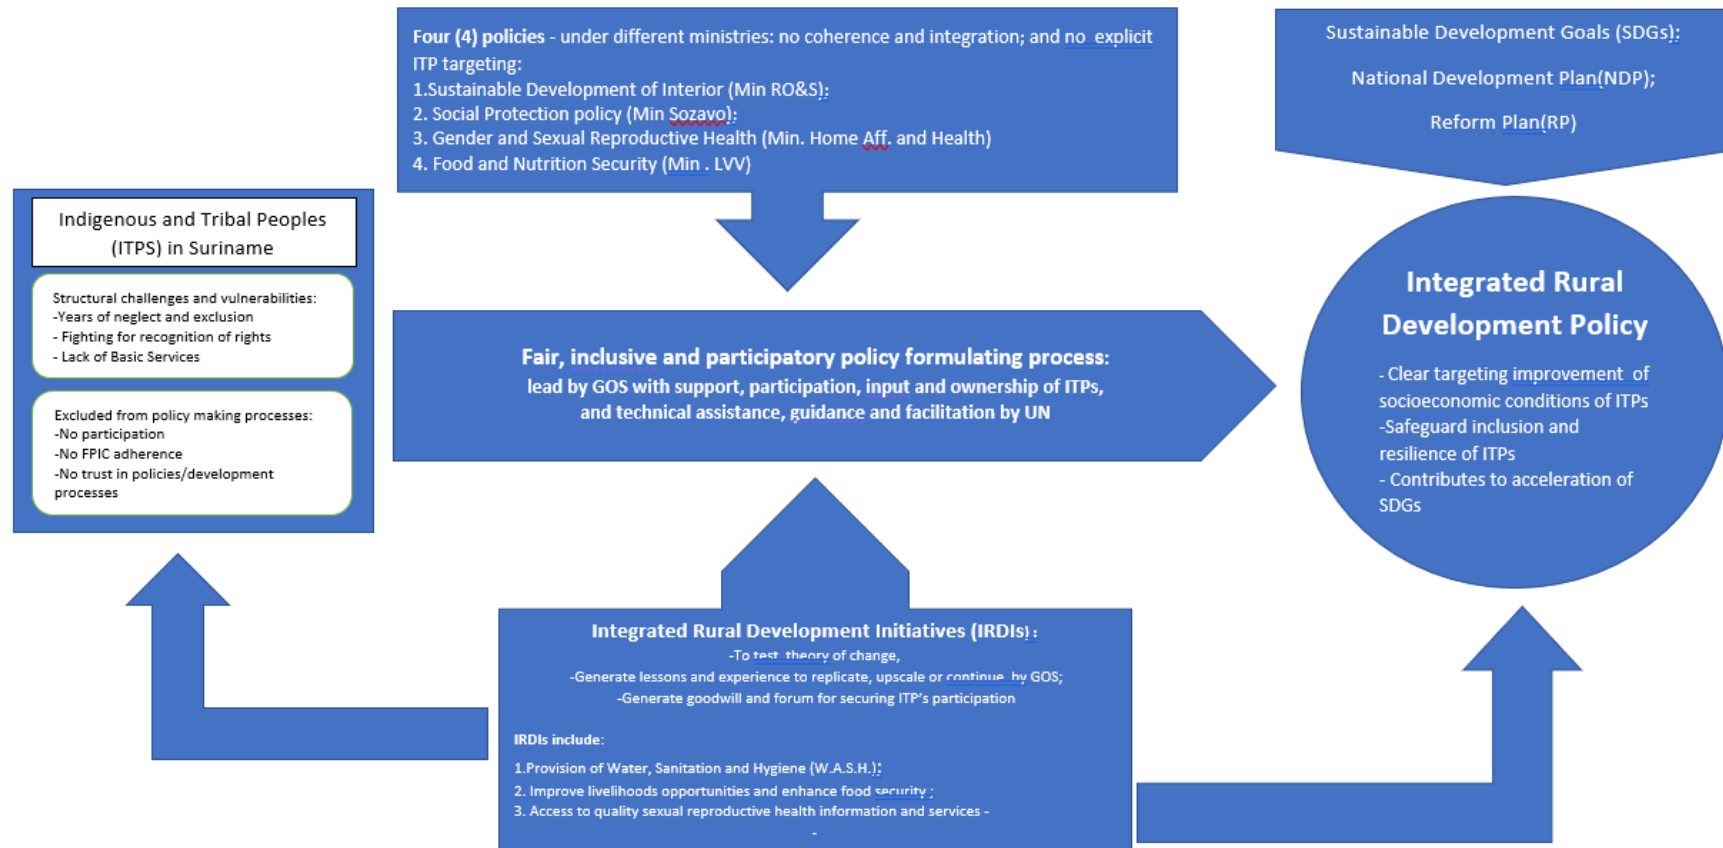 Four (4) policies - under different ministries: no coherence and integration; and no explicit
ITP targeting:
1.Sustainable Development of Interior (Min RO&S);
2. Social Protection policy (Min Sozavo);
3. Gender and Sexual Reproductive Health (Min. Home Aff. and Health)
4. Food and Nutrition Security (Min . LVV)
Sustainable Development Goals (SDGs);
National Development Plan(NDP);
Reform Plan(RP)
Indigenous and Tribal Peoples
(ITPS) in Suriname
Structural challenges and vulnerabilities:
-Years of neglect and exclusion
- Fighting for recognition of rights
- Lack of Basic Services
Excluded from policy making processes:
-No participation
-No FPIC adherence
-No trust in policies/development
processes
Fair, inclusive and participatory policy formulating process:
lead by GOS with support, participation, input and ownership of ITPs,
and technical assistance, guidance and facilitation by UN
Integrated Rural
Development Policy
- Clear targeting improvement of
socioeconomic conditions of ITPs
-Safeguard inclusion and
resilience of ITPs
- Contributes to acceleration of
SDGs
Integrated Rural Development Initiatives (IRDIs) :
-To test theory of change,
-Generate lessons and experience to replicate, upscale or continue by GOS;
-Generate goodwill and forum for securing ITP's participation
IRDIs include:
1.Provision of Water, Sanitation and Hygiene (W.A.S.H.);
2. Improve livelihoods opportunities and enhance food security ;
3. Access to quality sexual reproductive health information and services -
-